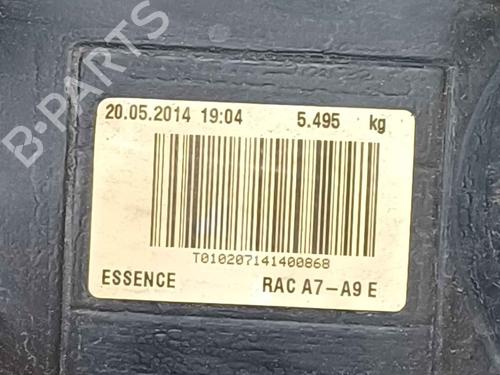 B-PARTS
20.05.2014 19:04 5.495 kg
T010207141400868
ESSENCE RAC A7-A9 E